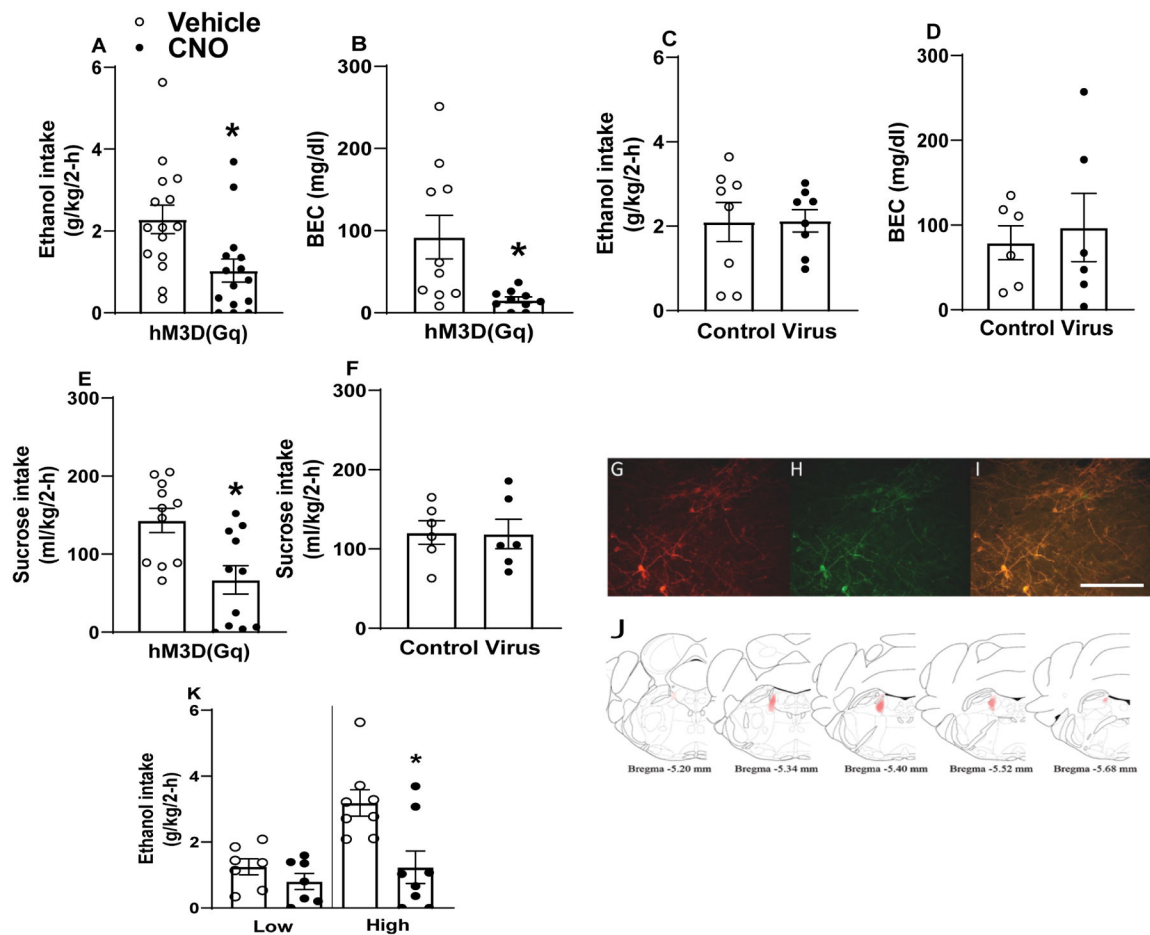 Vehicle
CNO
A
Ethanol intake
(g/kg/2-h)
6
4
2
0
*
hM3D(Gq)
B
BEC (mg/dl)
300
200
100
0
*
hM3D(Gq)
C
Ethanol intake
(g/kg/2-h)
6
4
2
0
Control Virus
D
BEC (mg/dl)
300
200
100
0
Control Virus
E
Sucrose intake
(ml/kg/2-h)
300
200
100
0
*
hM3D(Gq)
F
Sucrose intake
(ml/kg/2-h)
300
200
100
0
Control Virus
G
H
I
J
Bregma -5.20 mm
Bregma -5.34 mm
Bregma -5.40 mm
Bregma -5.52 mm
Bregma -5.68 mm
K
Ethanol intake
(g/kg/2-h)
6
4
2
0
*
Low
High